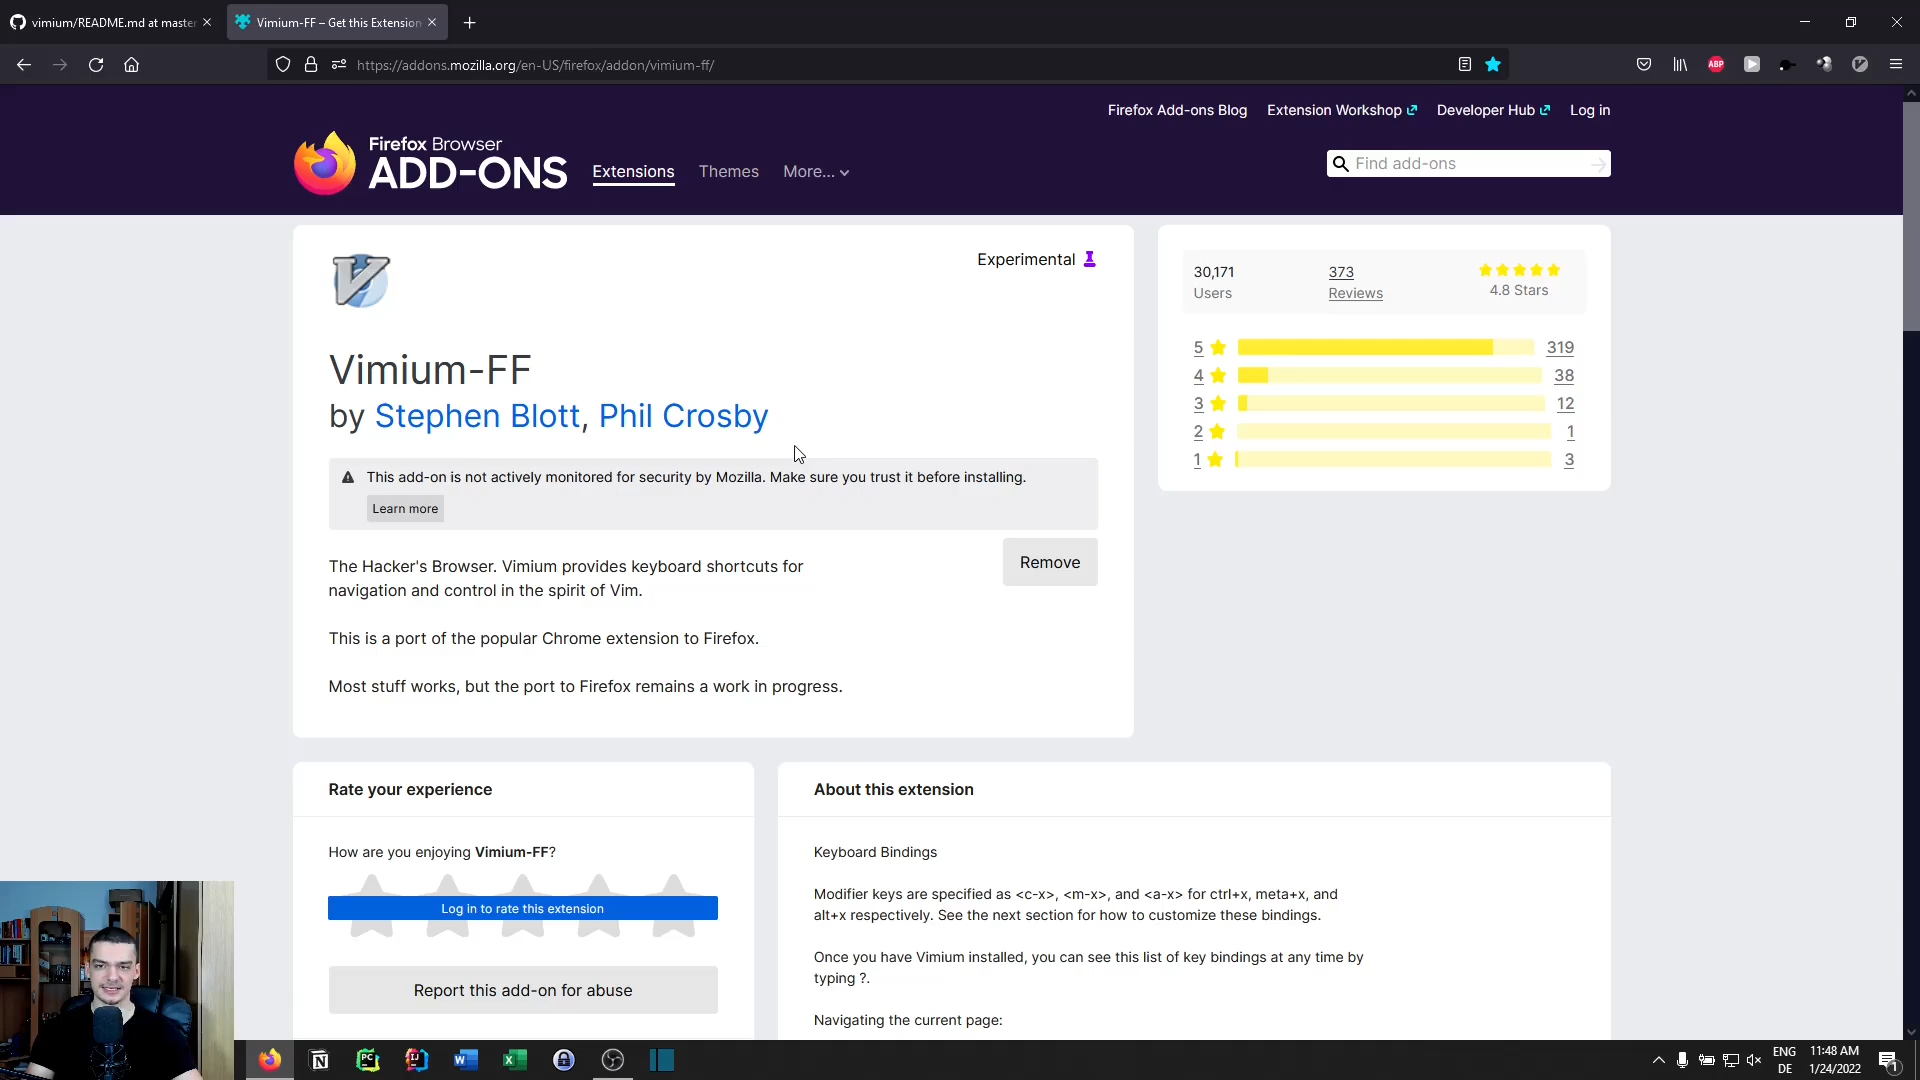 vimium/README.md at master
Vimium-FF – Get this Extension
https://addons.mozilla.org/en-US/firefox/addon/vimium-ff/
ABP
Firefox Add-ons Blog
Extension Workshop
Developer Hub
Log in
Firefox Browser
ADD-ONS
Extensions
Themes
More...
Find add-ons
Experimental
Vimium-FF
by Stephen Blott, Phil Crosby
This add-on is not actively monitored for security by Mozilla. Make sure you trust it before installing.
Learn more
The Hacker's Browser. Vimium provides keyboard shortcuts for
navigation and control in the spirit of Vim.
Remove
This is a port of the popular Chrome extension to Firefox.
Most stuff works, but the port to Firefox remains a work in progress.
30,171
Users
373
Reviews
4.8 Stars
5 319
4 38
3 12
2 1
1 3
Rate your experience
How are you enjoying Vimium-FF?
Log in to rate this extension
Report this add-on for abuse
About this extension
Keyboard Bindings
Modifier keys are specified as <c-x>, <m-x>, and <a-x> for ctrl+x, meta+x, and
alt+x respectively. See the next section for how to customize these bindings.
Once you have Vimium installed, you can see this list of key bindings at any time by
typing ?.
Navigating the current page:
PC
IJ
ENG
DE
11:48 AM
1/24/2022
1